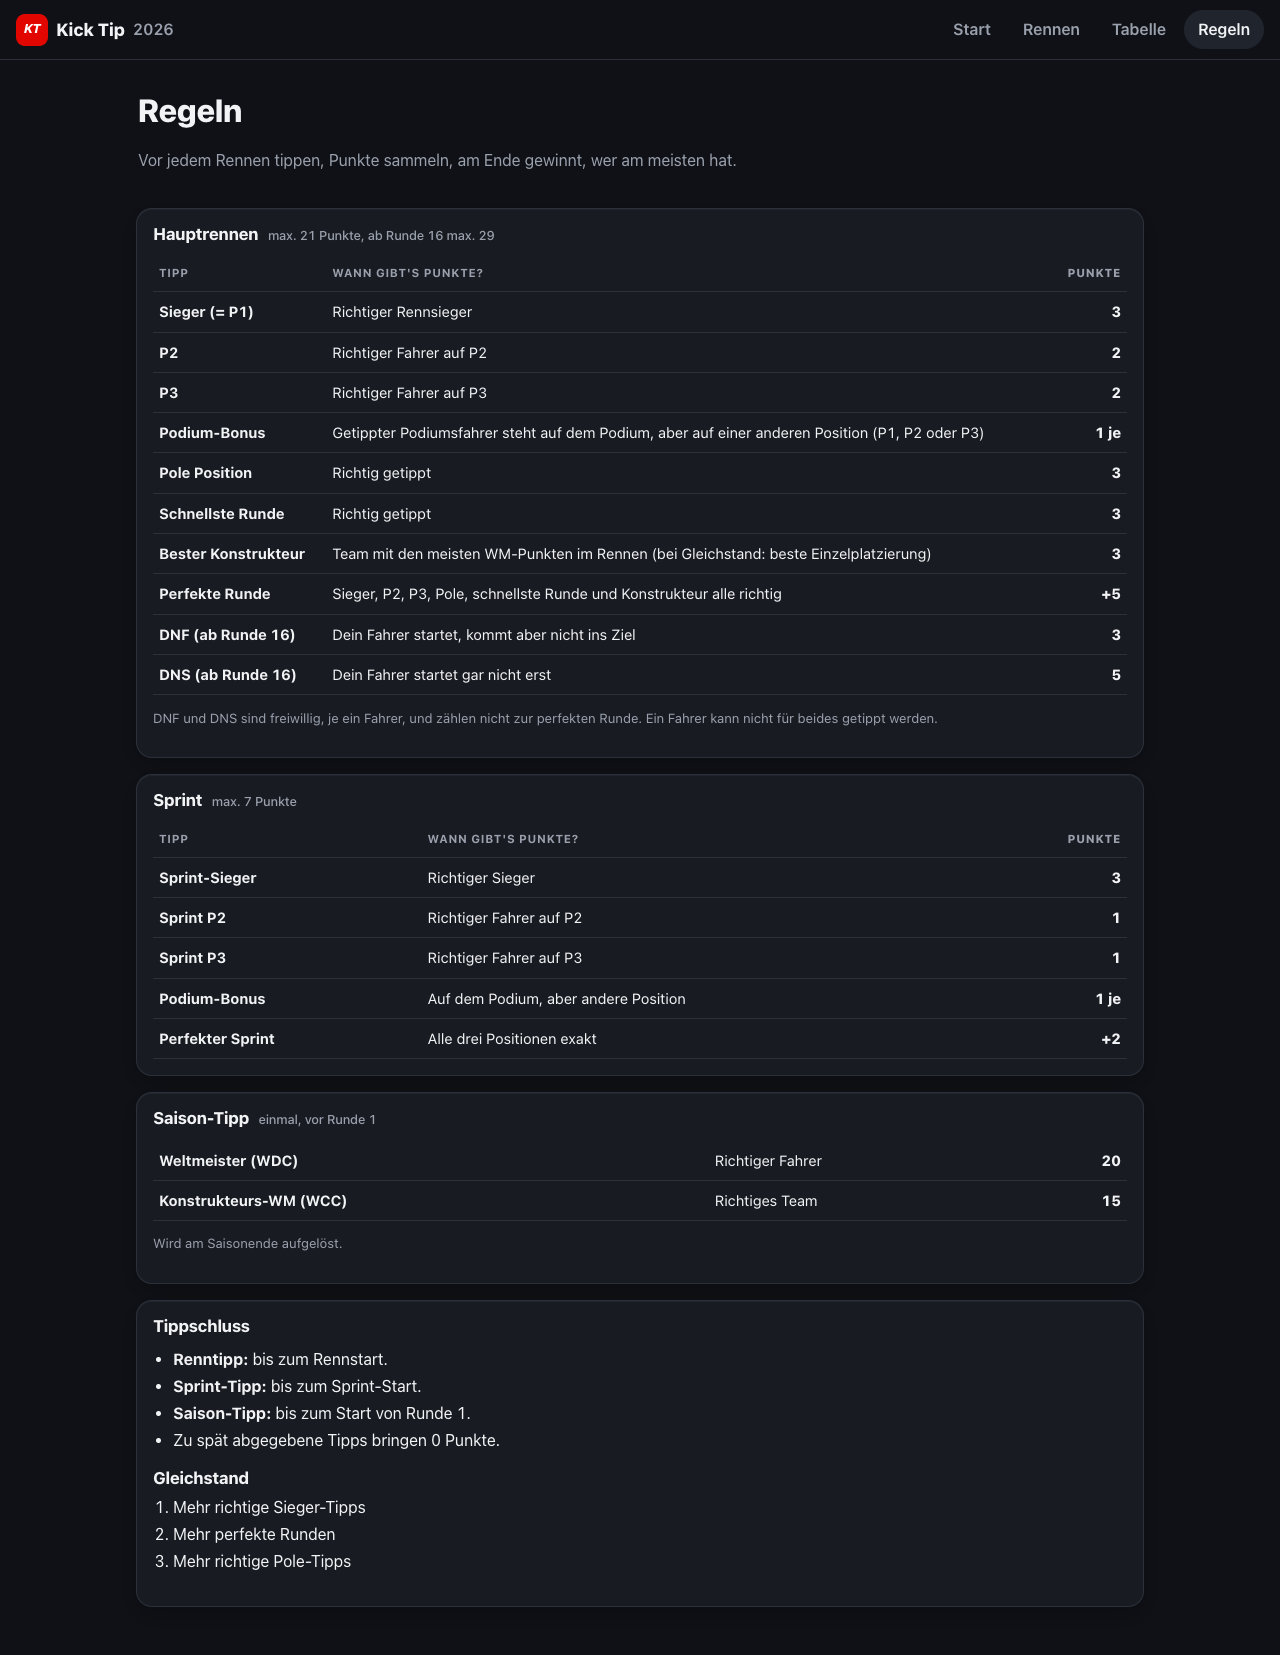 KT Kick Tip 2026 Start Rennen Tabelle Regeln
Regeln
Vor jedem Rennen tippen, Punkte sammeln, am Ende gewinnt, wer am meisten hat.
Hauptrennen max. 21 Punkte, ab Runde 16 max. 29
TIPP WANN GIBT'S PUNKTE? PUNKTE
Sieger (= P1) Richtiger Rennsieger 3
P2 Richtiger Fahrer auf P2 2
P3 Richtiger Fahrer auf P3 2
Podium-Bonus Getippter Podiumsfahrer steht auf dem Podium, aber auf einer anderen Position (P1, P2 oder P3) 1 je
Pole Position Richtig getippt 3
Schnellste Runde Richtig getippt 3
Bester Konstrukteur Team mit den meisten WM-Punkten im Rennen (bei Gleichstand: beste Einzelplatzierung) 3
Perfekte Runde Sieger, P2, P3, Pole, schnellste Runde und Konstrukteur alle richtig +5
DNF (ab Runde 16) Dein Fahrer startet, kommt aber nicht ins Ziel 3
DNS (ab Runde 16) Dein Fahrer startet gar nicht erst 5
DNF und DNS sind freiwillig, je ein Fahrer, und zählen nicht zur perfekten Runde. Ein Fahrer kann nicht für beides getippt werden.
Sprint max. 7 Punkte
TIPP WANN GIBT'S PUNKTE? PUNKTE
Sprint-Sieger Richtiger Sieger 3
Sprint P2 Richtiger Fahrer auf P2 1
Sprint P3 Richtiger Fahrer auf P3 1
Podium-Bonus Auf dem Podium, aber andere Position 1 je
Perfekter Sprint Alle drei Positionen exakt +2
Saison-Tipp einmal, vor Runde 1
Weltmeister (WDC) Richtiger Fahrer 20
Konstrukteurs-WM (WCC) Richtiges Team 15
Wird am Saisonende aufgelöst.
Tippschluss
• Renntipp: bis zum Rennstart.
• Sprint-Tipp: bis zum Sprint-Start.
• Saison-Tipp: bis zum Start von Runde 1.
• Zu spät abgegebene Tipps bringen 0 Punkte.
Gleichstand
1. Mehr richtige Sieger-Tipps
2. Mehr perfekte Runden
3. Mehr richtige Pole-Tipps